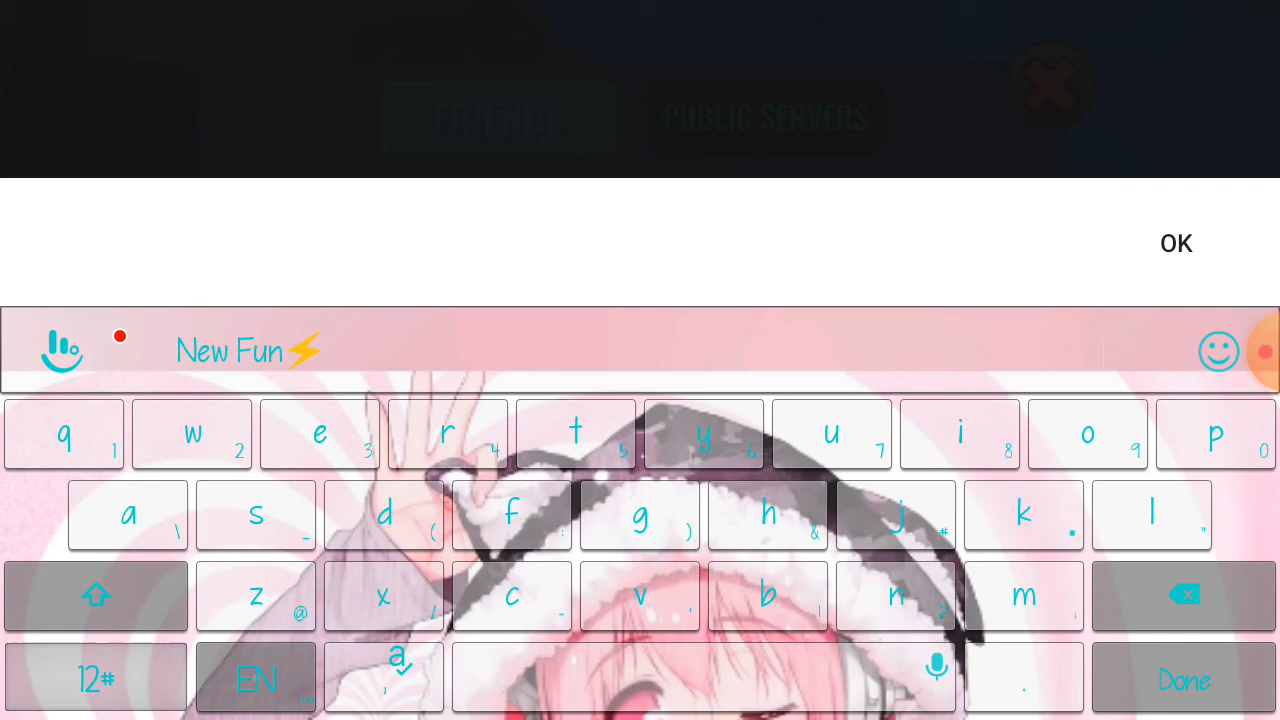 FRIENDS PUBLIC SERVERS
OK
New Fun⚡
q 1 w 2 e 3 r 4 t 5 y 6 u 7 i 8 o 9 p 0
a \ s _ d ( f : g ) h & j # k * l "
z @ x / c - v ' b n m ;
12# EN ... a , . Done